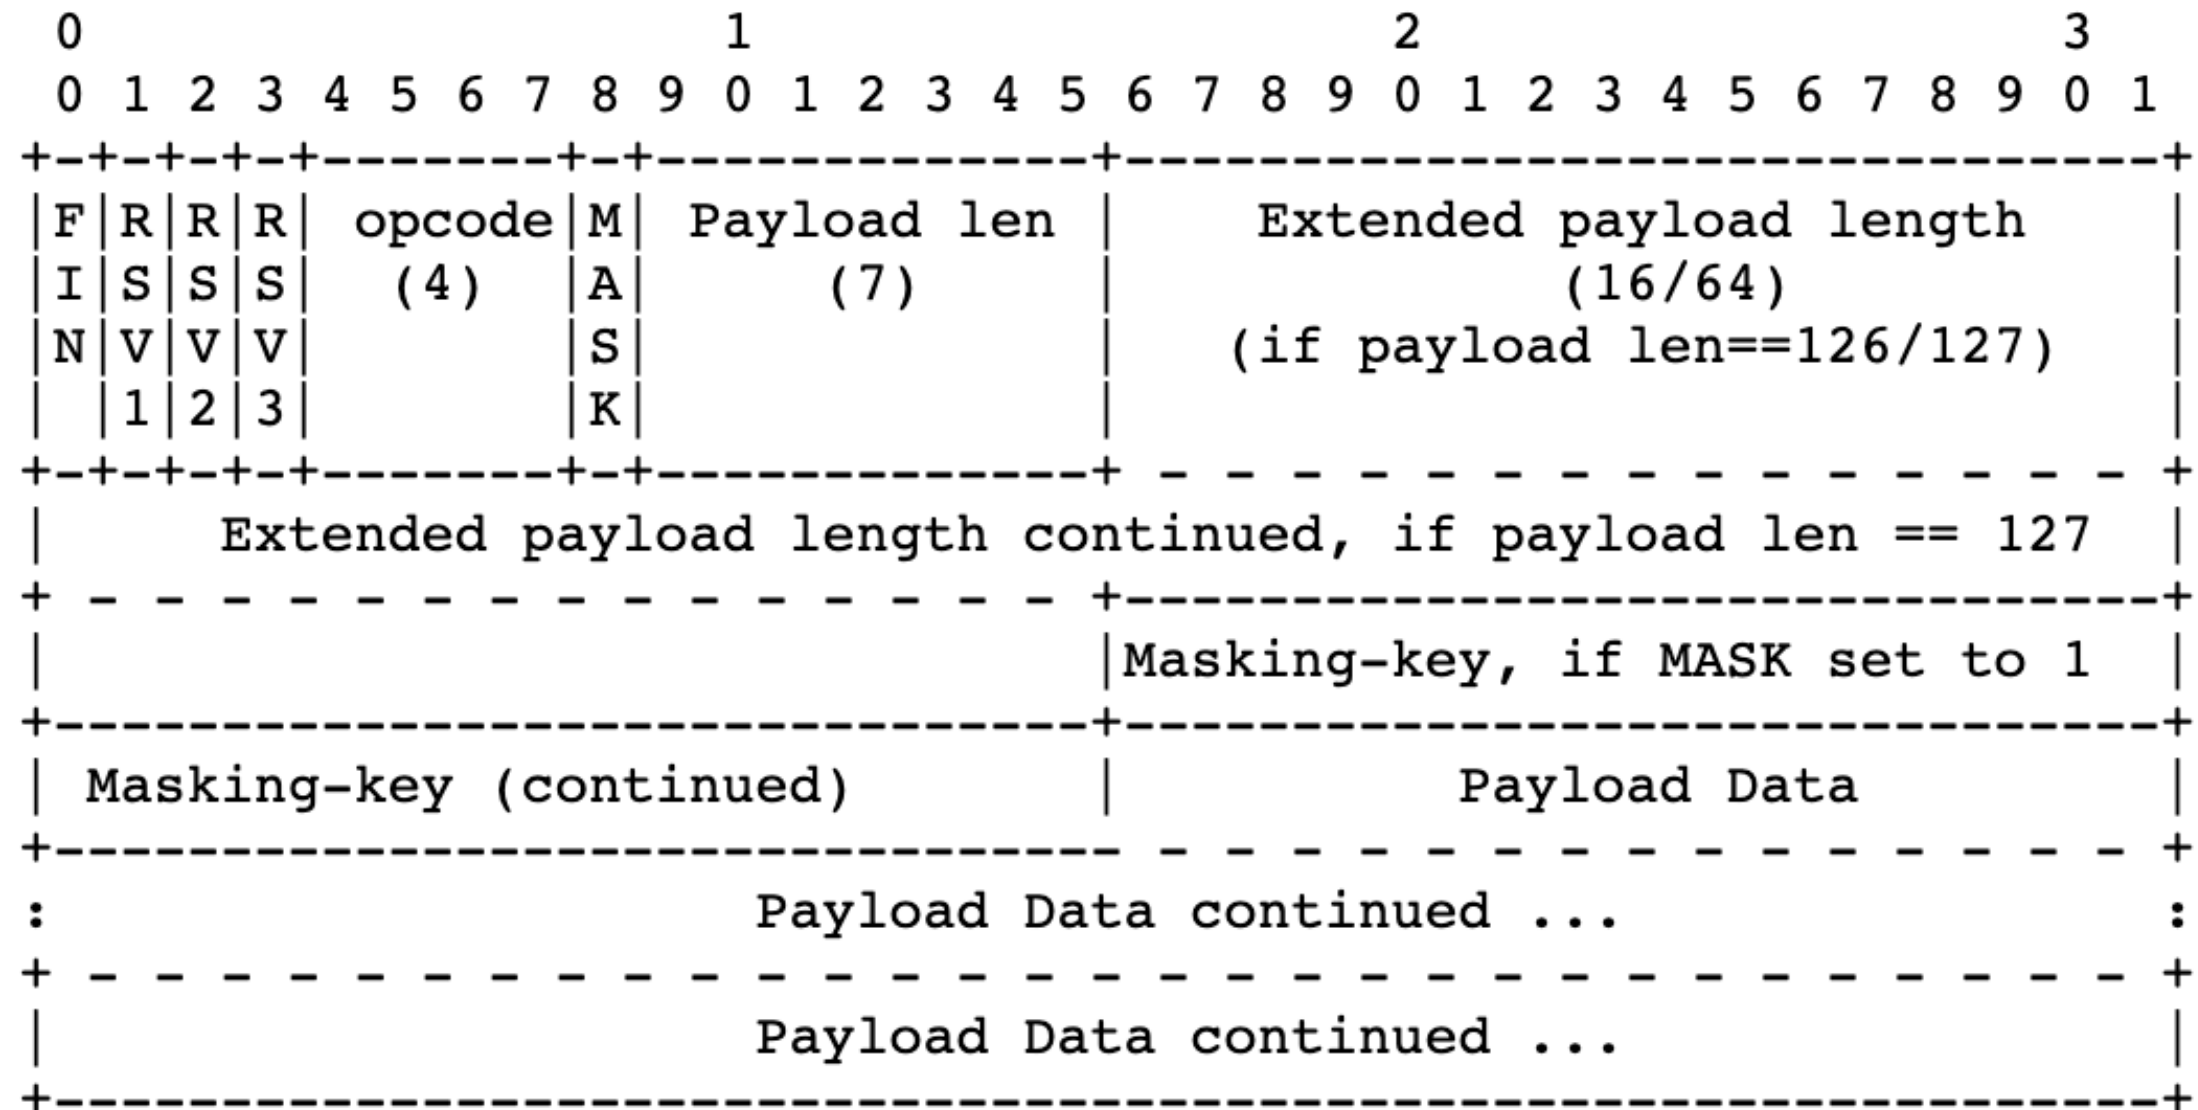 0                   1                   2                   3
 0 1 2 3 4 5 6 7 8 9 0 1 2 3 4 5 6 7 8 9 0 1 2 3 4 5 6 7 8 9 0 1
+-+-+-+-+-------+-+-------------+-------------------------------+
|F|R|R|R| opcode|M| Payload len |    Extended payload length    |
|I|S|S|S|  (4)  |A|     (7)     |             (16/64)           |
|N|V|V|V|       |S|             |   (if payload len==126/127)   |
| |1|2|3|       |K|             |                               |
+-+-+-+-+-------+-+-------------+ - - - - - - - - - - - - - - - +
|     Extended payload length continued, if payload len == 127  |
+ - - - - - - - - - - - - - - - +-------------------------------+
|                               |Masking-key, if MASK set to 1  |
+-------------------------------+-------------------------------+
| Masking-key (continued)       |          Payload Data         |
+-------------------------------- - - - - - - - - - - - - - - - +
:                     Payload Data continued ...                :
+ - - - - - - - - - - - - - - - - - - - - - - - - - - - - - - - +
|                     Payload Data continued ...                |
+---------------------------------------------------------------+